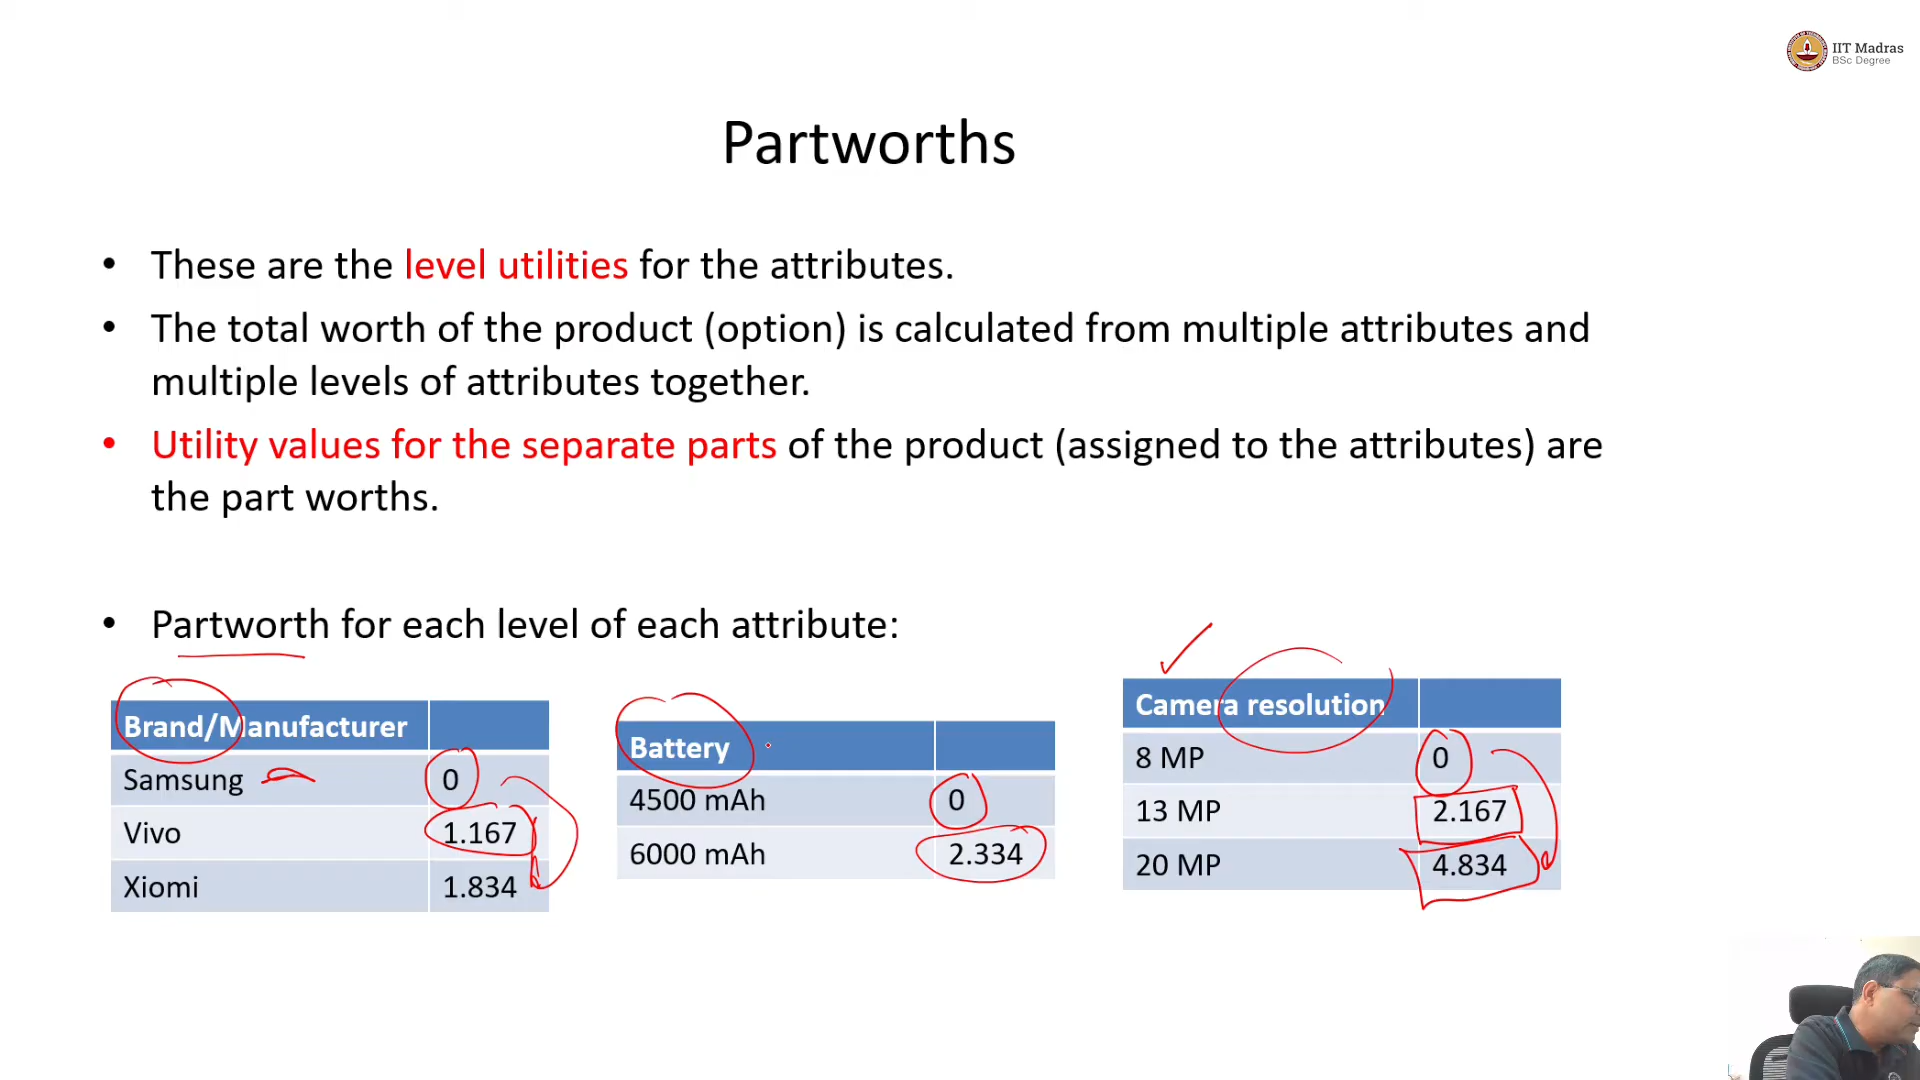 IIT Madras
BSc Degree
Partworths
• These are the level utilities for the attributes.
• The total worth of the product (option) is calculated from multiple attributes and
multiple levels of attributes together.
• Utility values for the separate parts of the product (assigned to the attributes) are
the part worths.
• Partworth for each level of each attribute:
Brand/Manufacturer
Samsung 0
Vivo 1.167
Xiomi 1.834
Battery
4500 mAh 0
6000 mAh 2.334
Camera resolution
8 MP 0
13 MP 2.167
20 MP 4.834